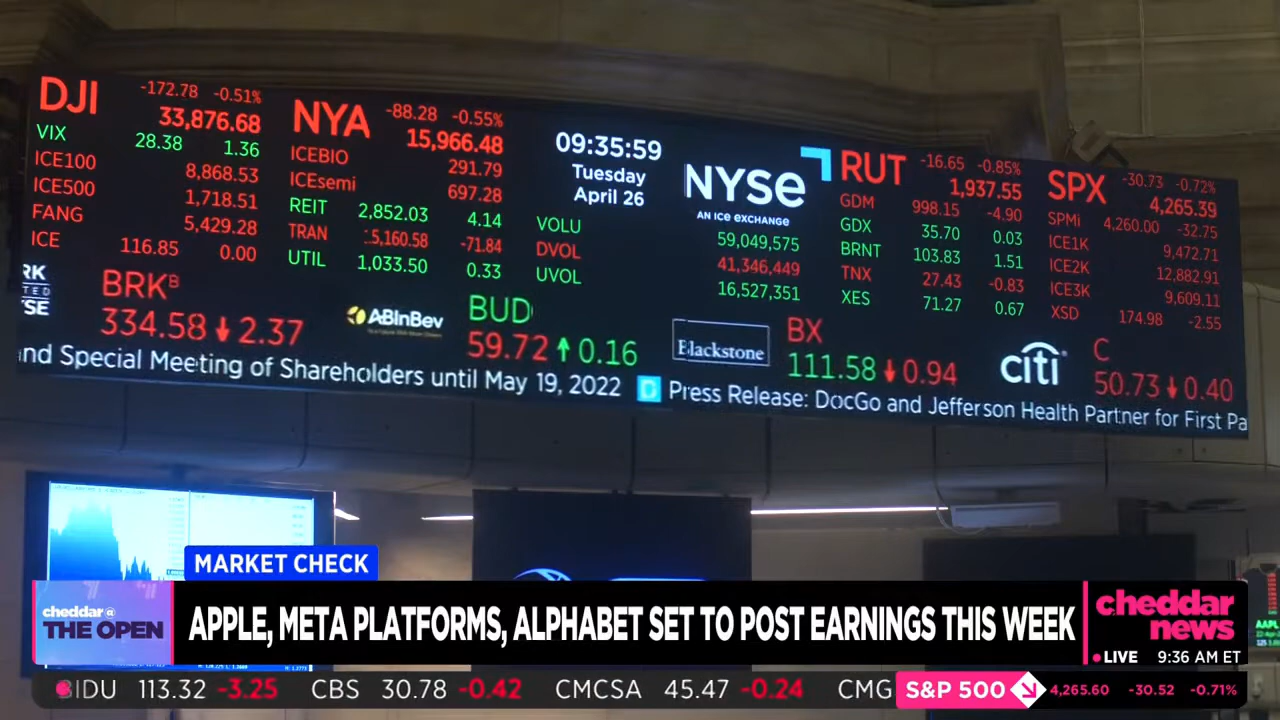 DJI -172.78 -0.51%
33,876.68
VIX 28.38 1.36
ICE100 8,868.53
ICE500 1,718.51
FANG 5,429.28
ICE 116.85 0.00
NYA -88.28 -0.55%
15,966.48
ICEBIO 291.79
ICEsemi 697.28
REIT 2,852.03 4.14
TRAN 5,160.58 -71.84
UTIL 1,033.50 0.33
09:35:59
Tuesday
April 26
NYSE
AN ICE EXCHANGE
VOLU 59,049,575
DVOL 41,346,449
UVOL 16,527,351
RUT -16.65 -0.85%
1,937.55
GDM 998.15 -4.90
GDX 35.70 0.03
BRNT 103.83 1.51
TNX 27.43 -0.83
XES 71.27 0.67
SPX -30.73 -0.72%
4,265.39
SPMi 4,260.00 -32.75
ICE1K 9,472.71
ICE2K 12,882.91
ICE3K 9,609.11
XSD 174.98 -2.55
RK
TED
SE
BRKB
334.58 ↓ 2.37
ABInBev
BUD
59.72 ↑ 0.16
Blackstone
BX
111.58 ↓ 0.94
citi
C
50.73 ↓ 0.40
nd Special Meeting of Shareholders until May 19, 2022 D Press Release: DocGo and Jefferson Health Partner for First Pa
MARKET CHECK
cheddar@
THE OPEN
APPLE, META PLATFORMS, ALPHABET SET TO POST EARNINGS THIS WEEK
cheddar
news
LIVE 9:36 AM ET
AAPL
BIDU 113.32 -3.25 CBS 30.78 -0.42 CMCSA 45.47 -0.24 CMG
S&P 500 4,265.60 -30.52 -0.71%